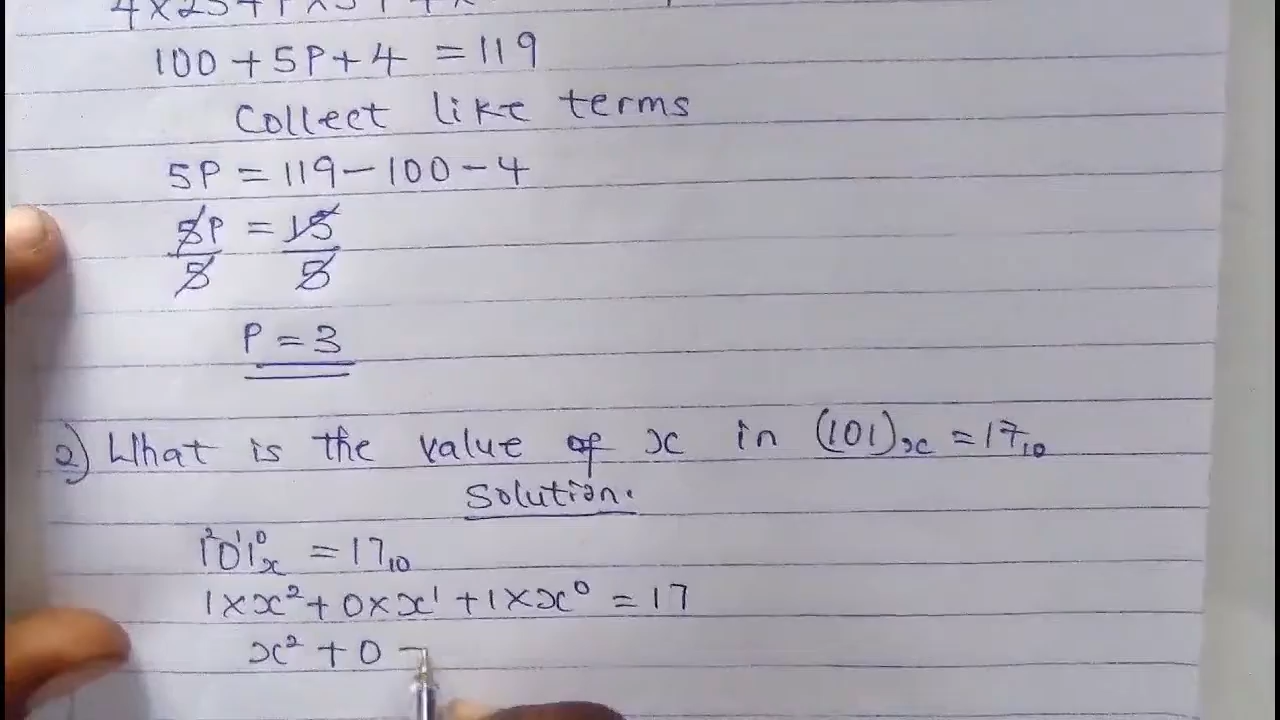 100 + 5P + 4 = 119
Collect like terms
5P = 119 - 100 - 4
5P/5 = 15/5
P = 3
2) What is the value of x in (101)ₓ = 17₁₀
Solution.
1²0¹1⁰ₓ = 17₁₀
1 × x² + 0 × x¹ + 1 × x⁰ = 17
x² + 0 -